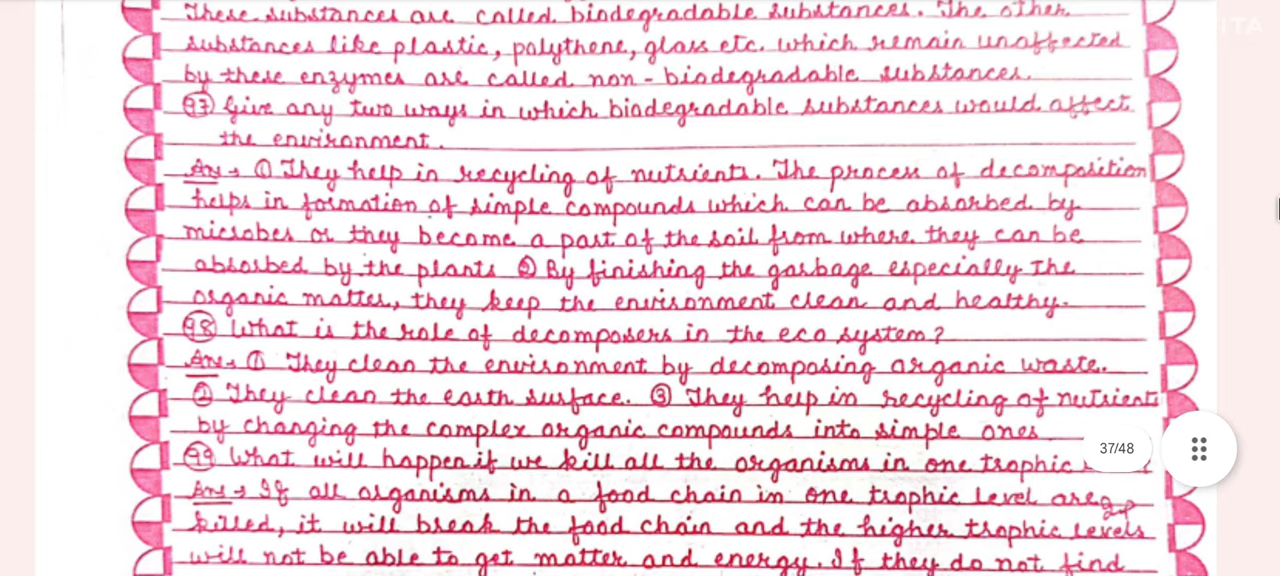 These substances are called biodegradable substances. The other
substances like plastic, polythene, glass etc. which remain unaffected
by these enzymes are called non-biodegradable substances.
97 Give any two ways in which biodegradable substances would affect
the environment.
Ans → ① They help in recycling of nutrients. The process of decomposition
helps in formation of simple compounds which can be absorbed by
microbes or they become a part of the soil from where they can be
absorbed by the plants ② By finishing the garbage especially the
organic matter, they keep the environment clean and healthy.
98 What is the role of decomposers in the eco system?
Ans → ① They clean the environment by decomposing organic waste.
② They clean the earth surface. ③ They help in recycling of nutrients
by changing the complex organic compounds into simple ones
99 What will happen if we kill all the organisms in one trophic
Ans → If all organisms in a food chain in one trophic level are
killed, it will break the food chain and the higher trophic levels
will not be able to get matter and energy. If they do not find
37/48